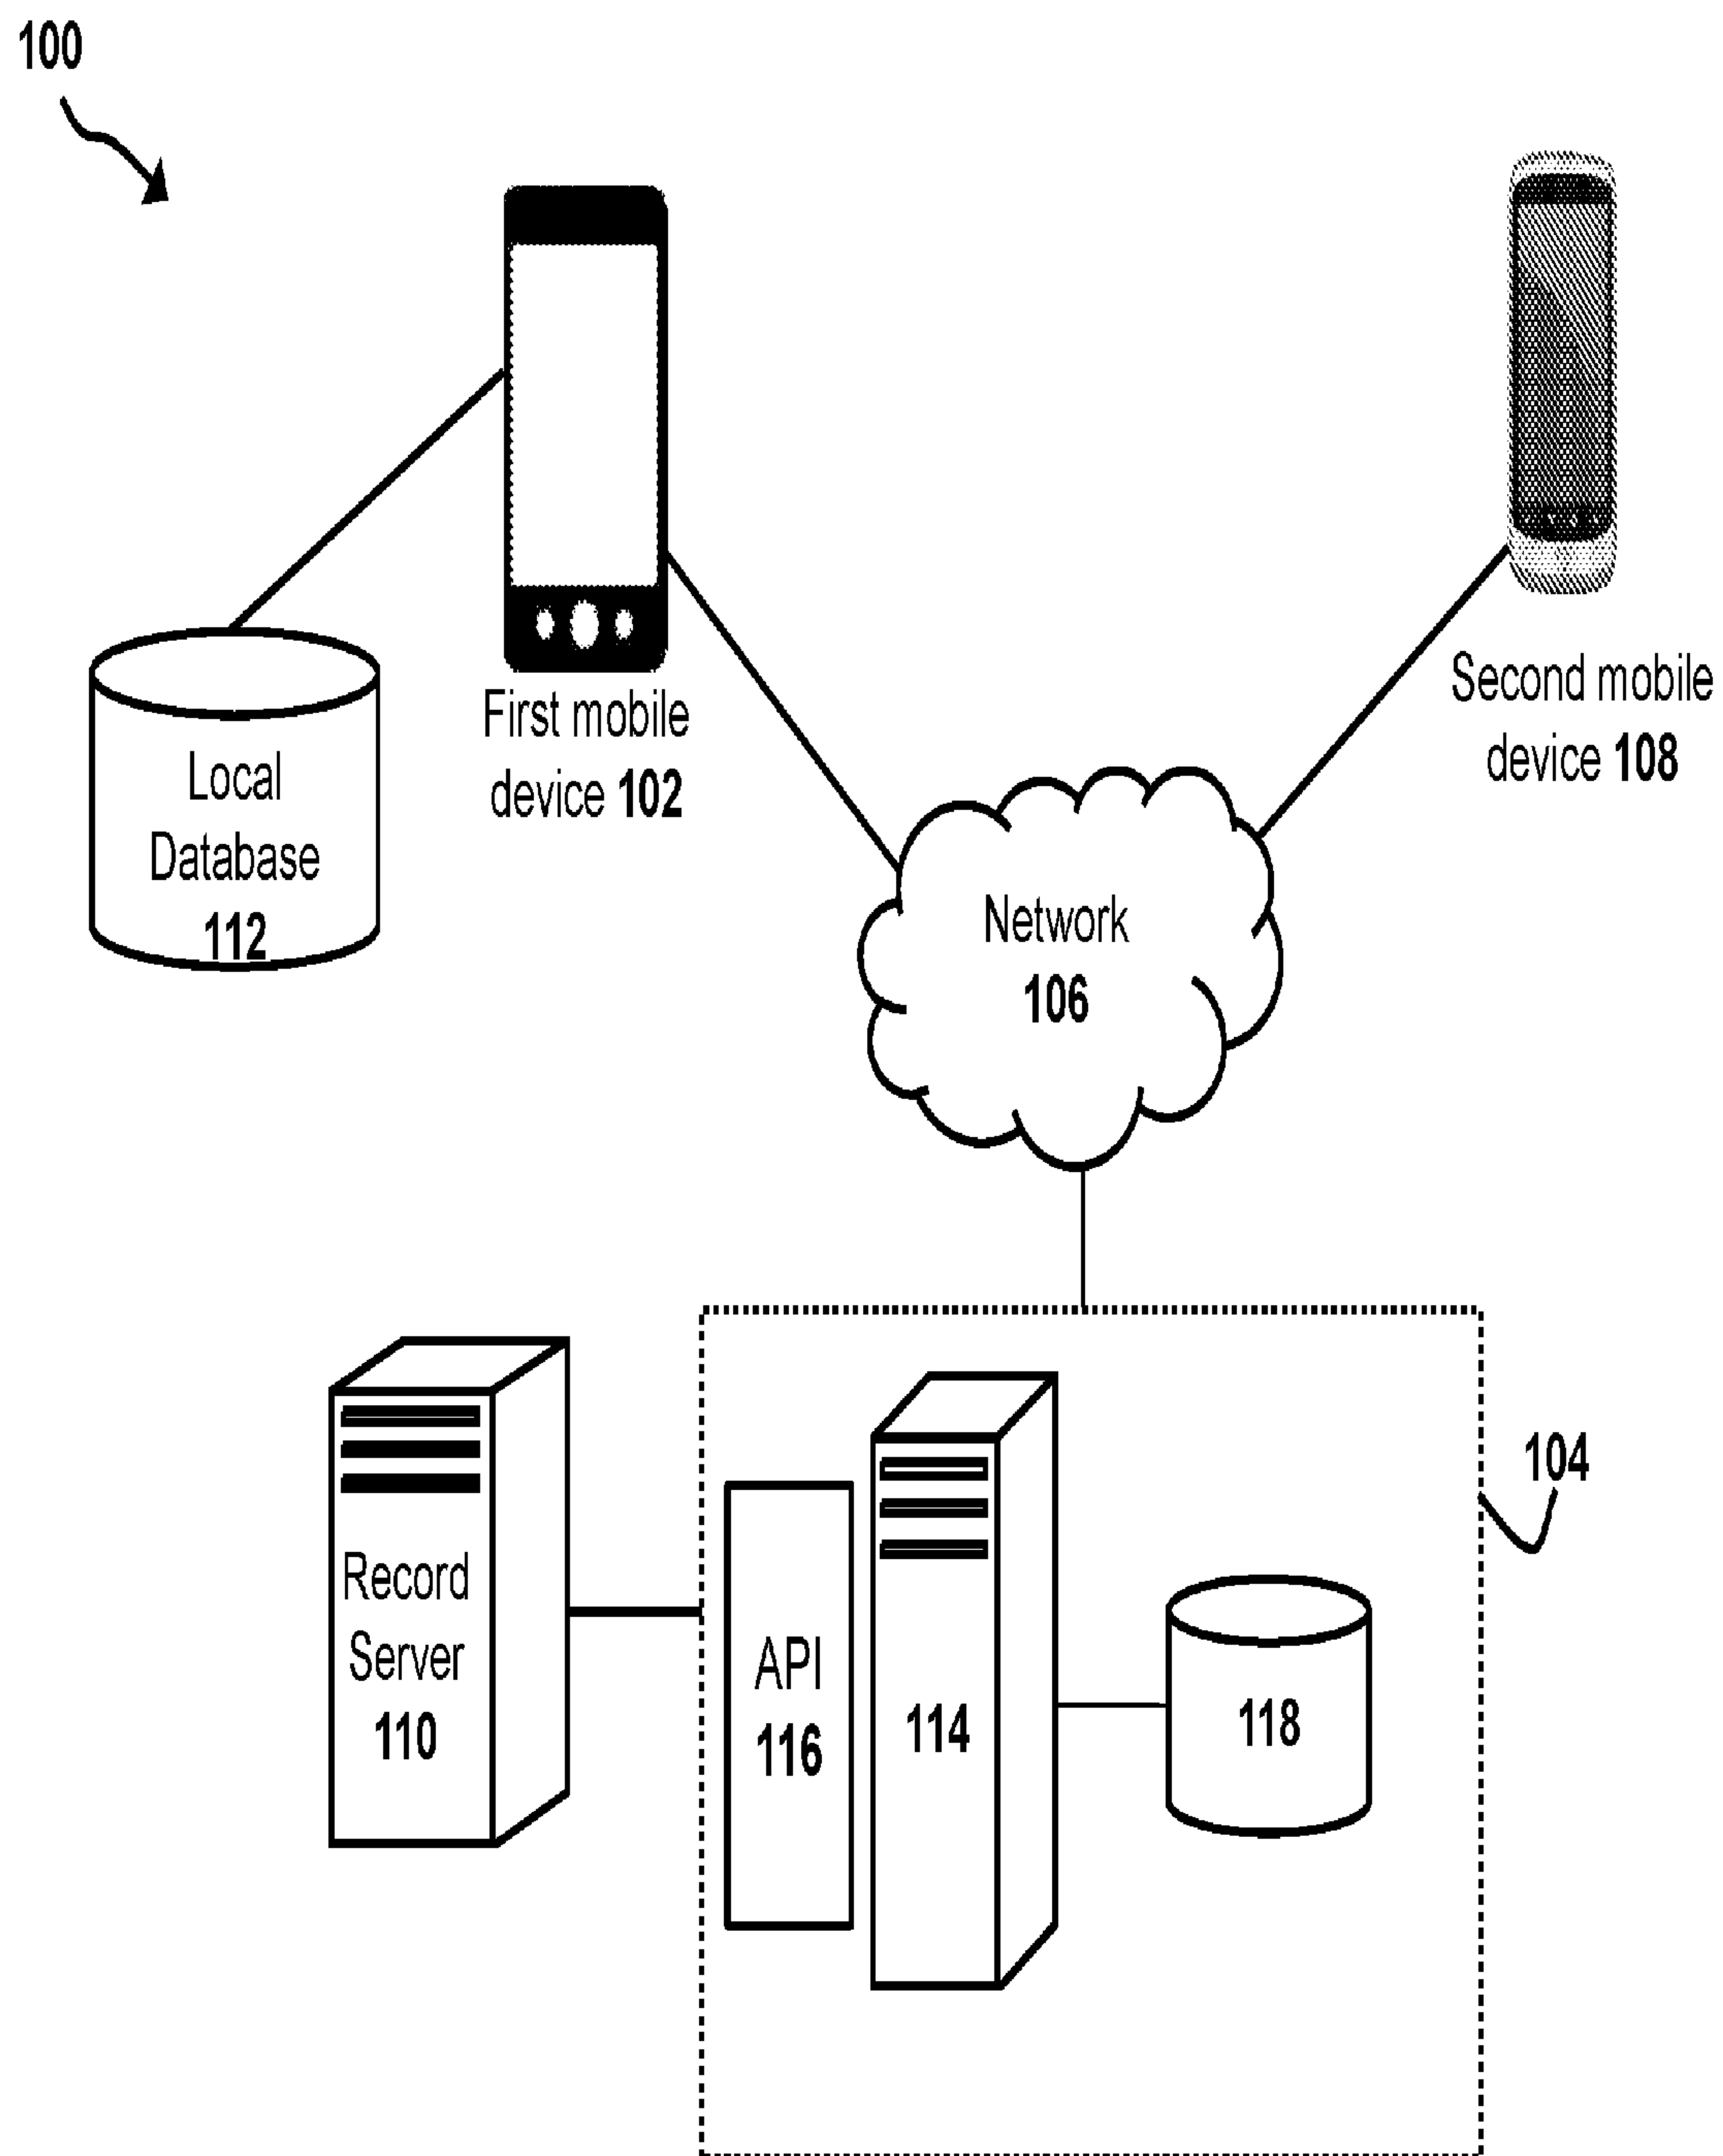 100
First mobile
device 102
Second mobile
device 108
Local
Database
112
Network
106
104
Record
Server
110
API
116
114
118